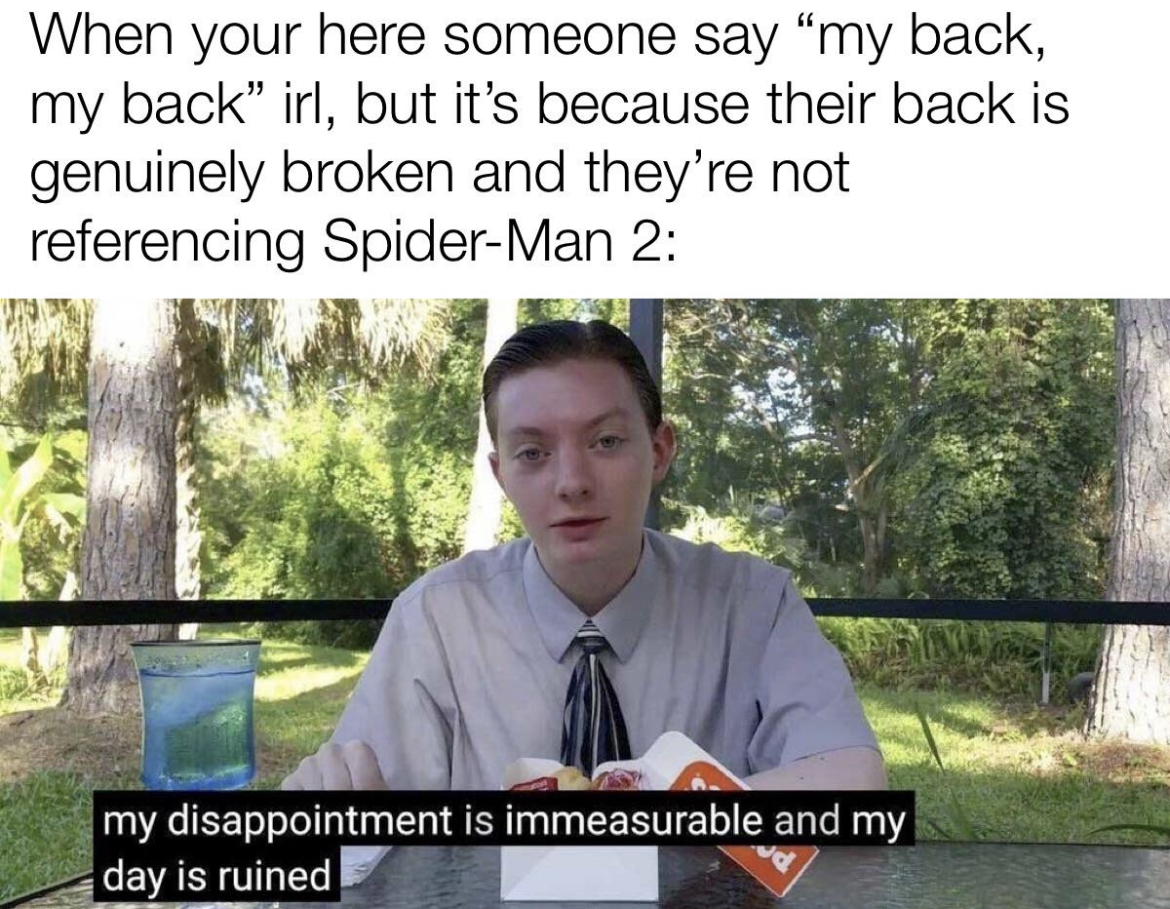 When your here someone say “my back,
my back” irl, but it’s because their back is
genuinely broken and they’re not
referencing Spider-Man 2:
my disappointment is immeasurable and my
day is ruined